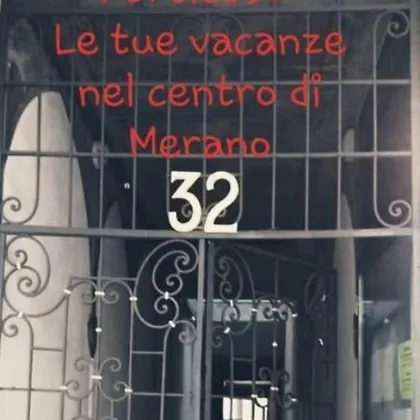 Le tue vacanze
nel centro di
Merano
32